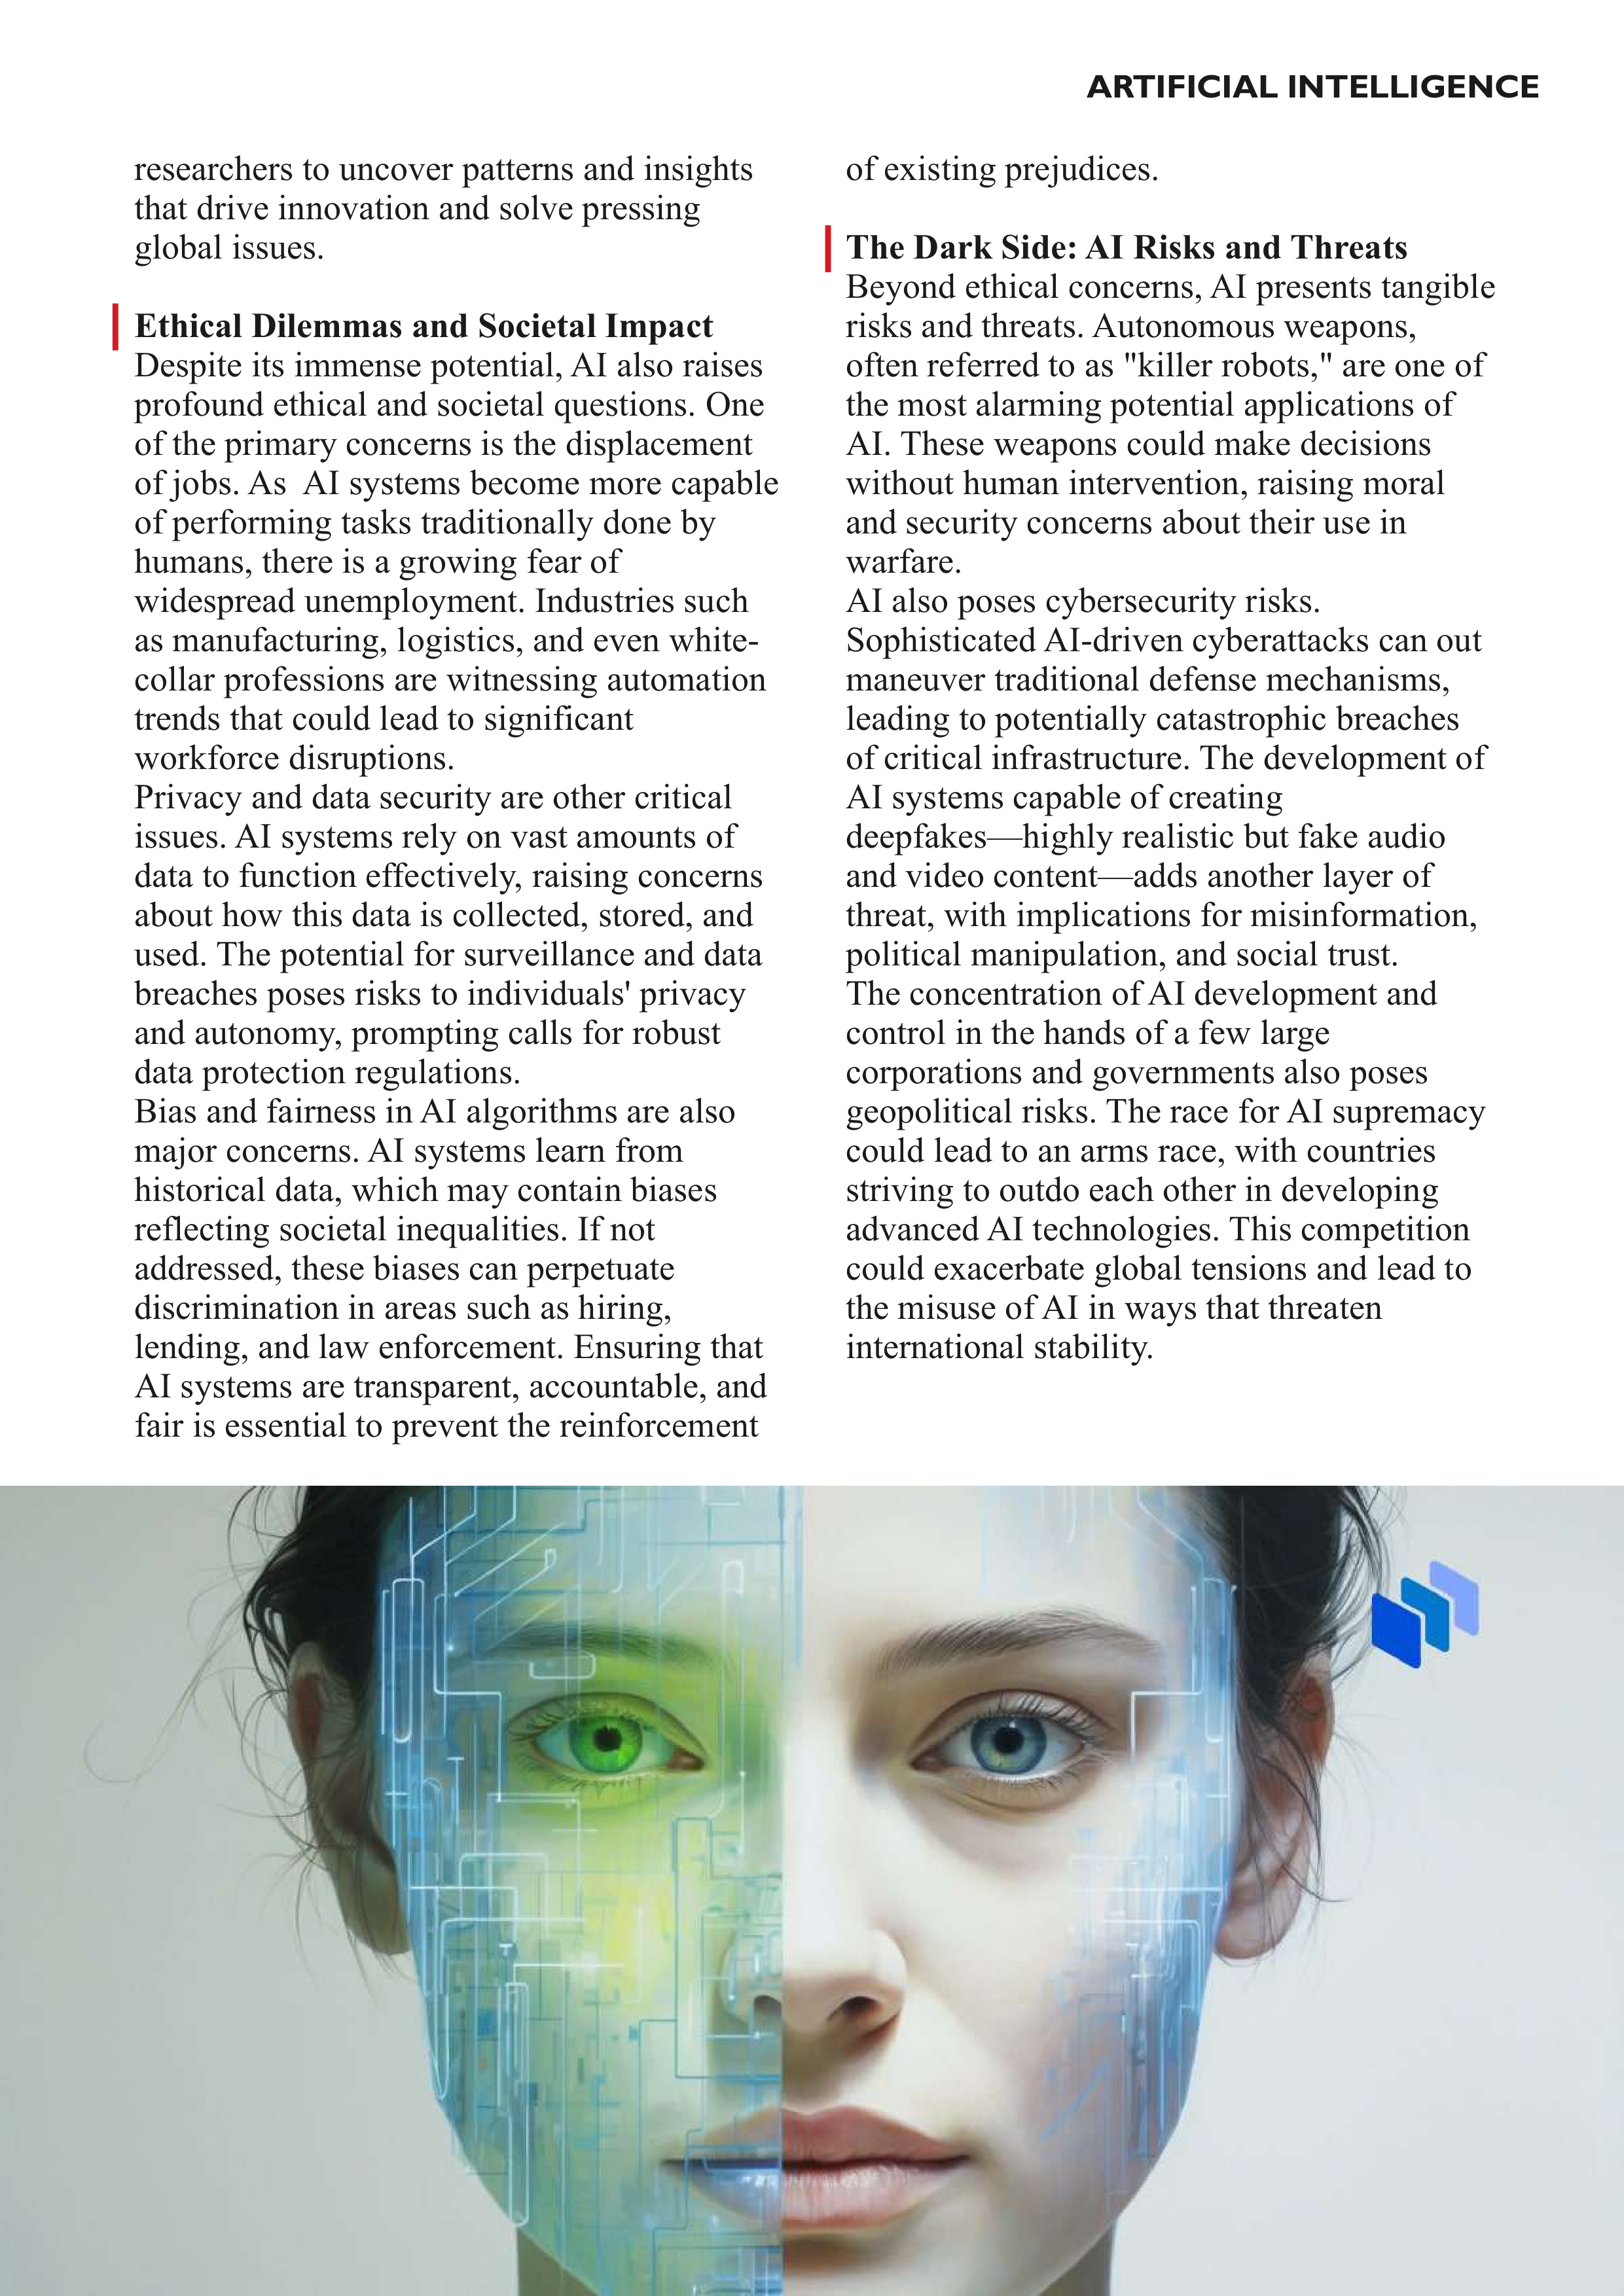 ARTIFICIAL INTELLIGENCE
researchers to uncover patterns and insights
that drive innovation and solve pressing
global issues.
Ethical Dilemmas and Societal Impact
Despite its immense potential, AI also raises
profound ethical and societal questions. One
of the primary concerns is the displacement
of jobs. As  AI systems become more capable
of performing tasks traditionally done by
humans, there is a growing fear of
widespread unemployment. Industries such
as manufacturing, logistics, and even white-
collar professions are witnessing automation
trends that could lead to significant
workforce disruptions.
Privacy and data security are other critical
issues. AI systems rely on vast amounts of
data to function effectively, raising concerns
about how this data is collected, stored, and
used. The potential for surveillance and data
breaches poses risks to individuals' privacy
and autonomy, prompting calls for robust
data protection regulations.
Bias and fairness in AI algorithms are also
major concerns. AI systems learn from
historical data, which may contain biases
reflecting societal inequalities. If not
addressed, these biases can perpetuate
discrimination in areas such as hiring,
lending, and law enforcement. Ensuring that
AI systems are transparent, accountable, and
fair is essential to prevent the reinforcement
of existing prejudices.
The Dark Side: AI Risks and Threats
Beyond ethical concerns, AI presents tangible
risks and threats. Autonomous weapons,
often referred to as "killer robots," are one of
the most alarming potential applications of
AI. These weapons could make decisions
without human intervention, raising moral
and security concerns about their use in
warfare.
AI also poses cybersecurity risks.
Sophisticated AI-driven cyberattacks can out
maneuver traditional defense mechanisms,
leading to potentially catastrophic breaches
of critical infrastructure. The development of
AI systems capable of creating
deepfakes—highly realistic but fake audio
and video content—adds another layer of
threat, with implications for misinformation,
political manipulation, and social trust.
The concentration of AI development and
control in the hands of a few large
corporations and governments also poses
geopolitical risks. The race for AI supremacy
could lead to an arms race, with countries
striving to outdo each other in developing
advanced AI technologies. This competition
could exacerbate global tensions and lead to
the misuse of AI in ways that threaten
international stability.